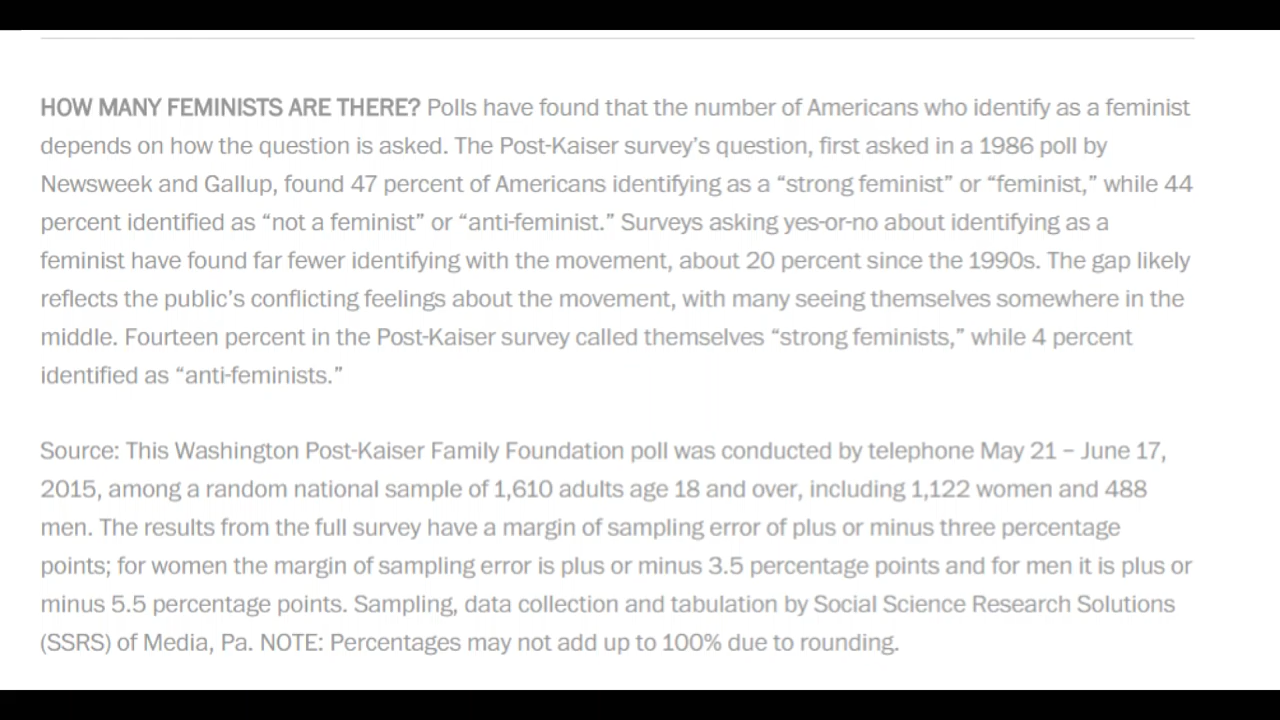 HOW MANY FEMINISTS ARE THERE? Polls have found that the number of Americans who identify as a feminist
depends on how the question is asked. The Post-Kaiser survey’s question, first asked in a 1986 poll by
Newsweek and Gallup, found 47 percent of Americans identifying as a “strong feminist” or “feminist,” while 44
percent identified as “not a feminist” or “anti-feminist.” Surveys asking yes-or-no about identifying as a
feminist have found far fewer identifying with the movement, about 20 percent since the 1990s. The gap likely
reflects the public’s conflicting feelings about the movement, with many seeing themselves somewhere in the
middle. Fourteen percent in the Post-Kaiser survey called themselves “strong feminists,” while 4 percent
identified as “anti-feminists.”
Source: This Washington Post-Kaiser Family Foundation poll was conducted by telephone May 21 – June 17,
2015, among a random national sample of 1,610 adults age 18 and over, including 1,122 women and 488
men. The results from the full survey have a margin of sampling error of plus or minus three percentage
points; for women the margin of sampling error is plus or minus 3.5 percentage points and for men it is plus or
minus 5.5 percentage points. Sampling, data collection and tabulation by Social Science Research Solutions
(SSRS) of Media, Pa. NOTE: Percentages may not add up to 100% due to rounding.